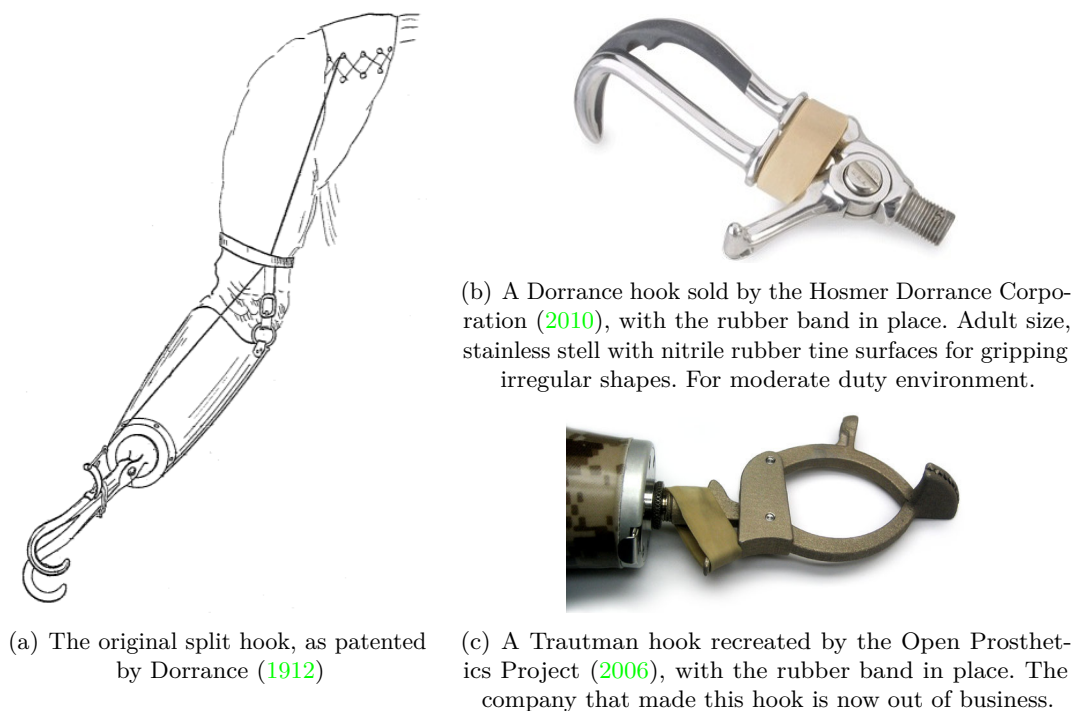 (b) A Dorrance hook sold by the Hosmer Dorrance Corpo-
ration (2010), with the rubber band in place. Adult size,
stainless stell with nitrile rubber tine surfaces for gripping
irregular shapes. For moderate duty environment.
(a) The original split hook, as patented
by Dorrance (1912)
(c) A Trautman hook recreated by the Open Prosthet-
ics Project (2006), with the rubber band in place. The
company that made this hook is now out of business.